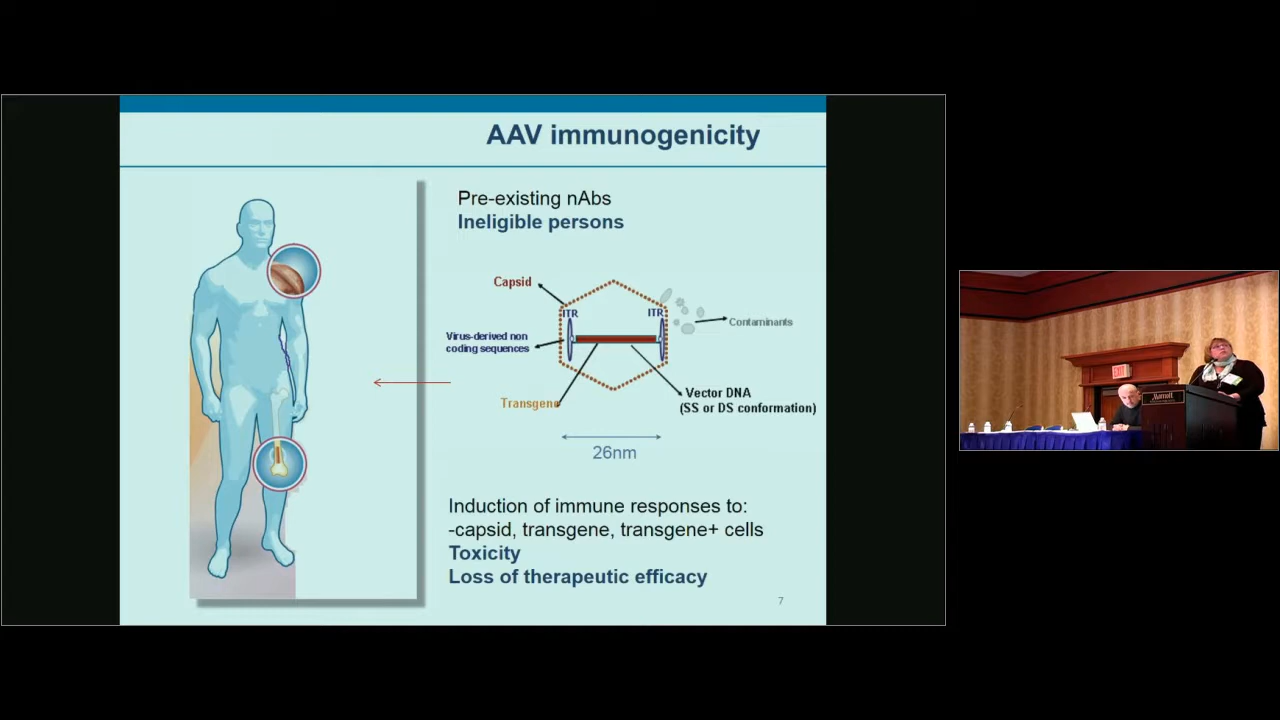 AAV immunogenicity
Pre-existing nAbs
Ineligible persons
Capsid
ITR
ITR
Contaminants
Virus-derived non
coding sequences
Vector DNA
(SS or DS conformation)
Transgene
26nm
Induction of immune responses to:
-capsid, transgene, transgene+ cells
Toxicity
Loss of therapeutic efficacy
7
EXIT
Marriott